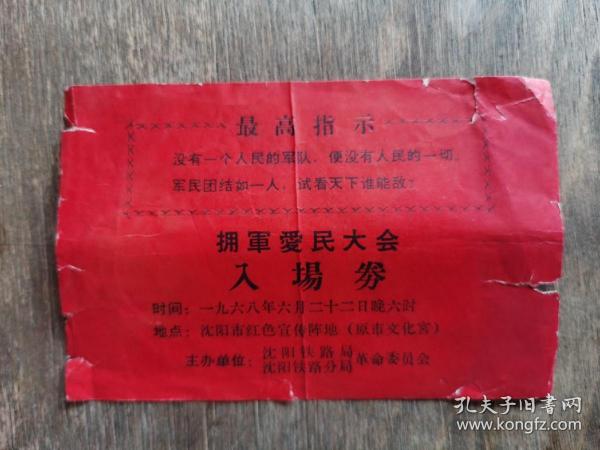 最高指示
没有一个人民的军队，便没有人民的一切。
军民团结如一人，试看天下谁能敌？
拥軍愛民大会
入場券
时间：一九六八年六月二十二日晚六时
地点：沈阳市红色宣传阵地（原市文化宫）
主办单位：沈阳铁路局 沈阳铁路分局 革命委员会
孔夫子旧书网
www.kongfz.com